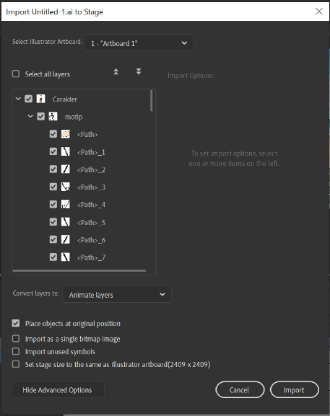 Import Untitled-1.ai to Stage
Select Illustrator Artboard:
1 - "Artboard 1"
Select all layers
Import Options:
Caraider
motip
<Path>
<Path>_1
<Path>_2
<Path>_3
<Path>_4
<Path>_5
<Path>_6
<Path>_7
To set import options, select
one or more items on the left.
Convert layers to:
Animate layers
Place objects at original position
Import as a single bitmap image
Import unused symbols
Set stage size to the same as Illustrator artboard(2409 x 2409)
Hide Advanced Options
Cancel
Import